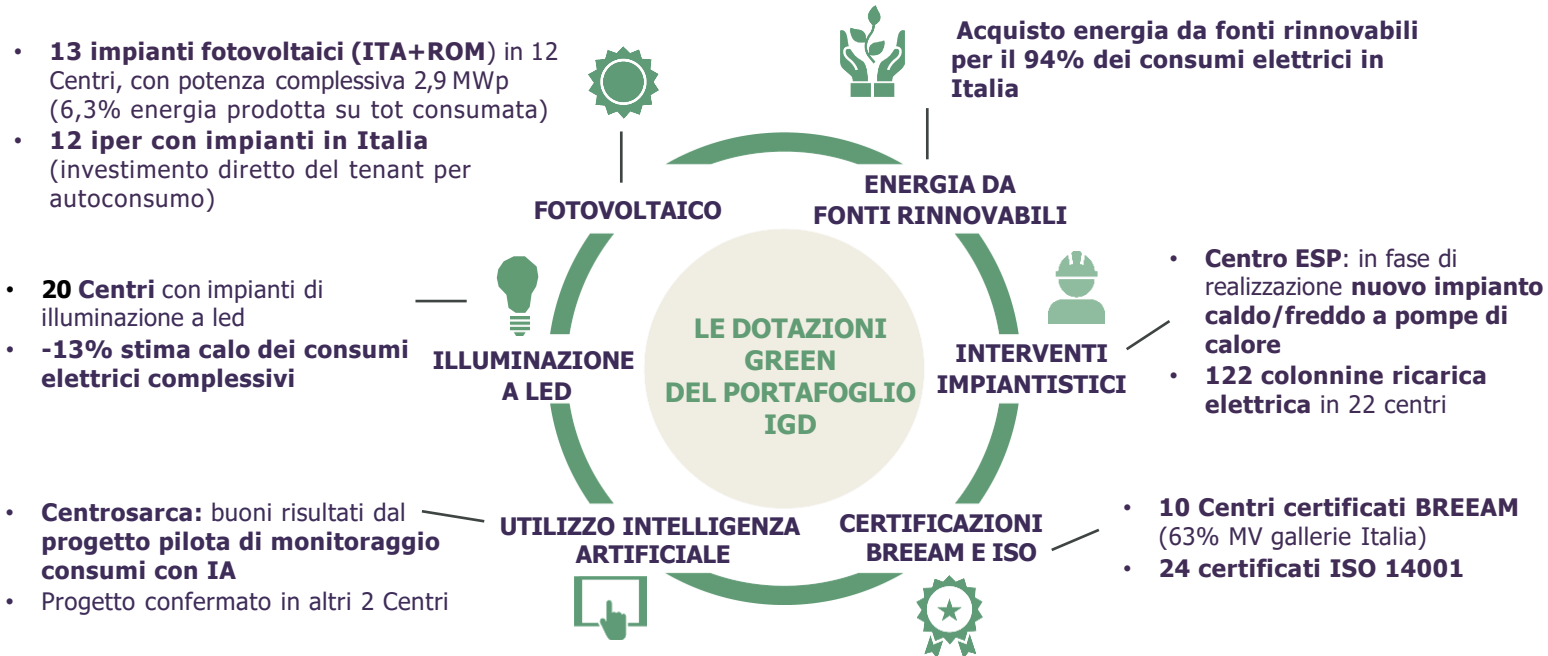 • 13 impianti fotovoltaici (ITA+ROM) in 12
Centri, con potenza complessiva 2,9 MWp
(6,3% energia prodotta su tot consumata)
• 12 iper con impianti in Italia
(investimento diretto del tenant per
autoconsumo)
FOTOVOLTAICO
Acquisto energia da fonti rinnovabili
per il 94% dei consumi elettrici in
Italia
ENERGIA DA
FONTI RINNOVABILI
• 20 Centri con impianti di
illuminazione a led
• -13% stima calo dei consumi
elettrici complessivi
ILLUMINAZIONE
A LED
LE DOTAZIONI
GREEN
DEL PORTAFOGLIO
IGD
INTERVENTI
IMPIANTISTICI
• Centro ESP: in fase di
realizzazione nuovo impianto
caldo/freddo a pompe di
calore
• 122 colonnine ricarica
elettrica in 22 centri
• Centrosarca: buoni risultati dal
progetto pilota di monitoraggio
consumi con IA
• Progetto confermato in altri 2 Centri
UTILIZZO INTELLIGENZA
ARTIFICIALE
CERTIFICAZIONI
BREEAM E ISO
• 10 Centri certificati BREEAM
(63% MV gallerie Italia)
• 24 certificati ISO 14001